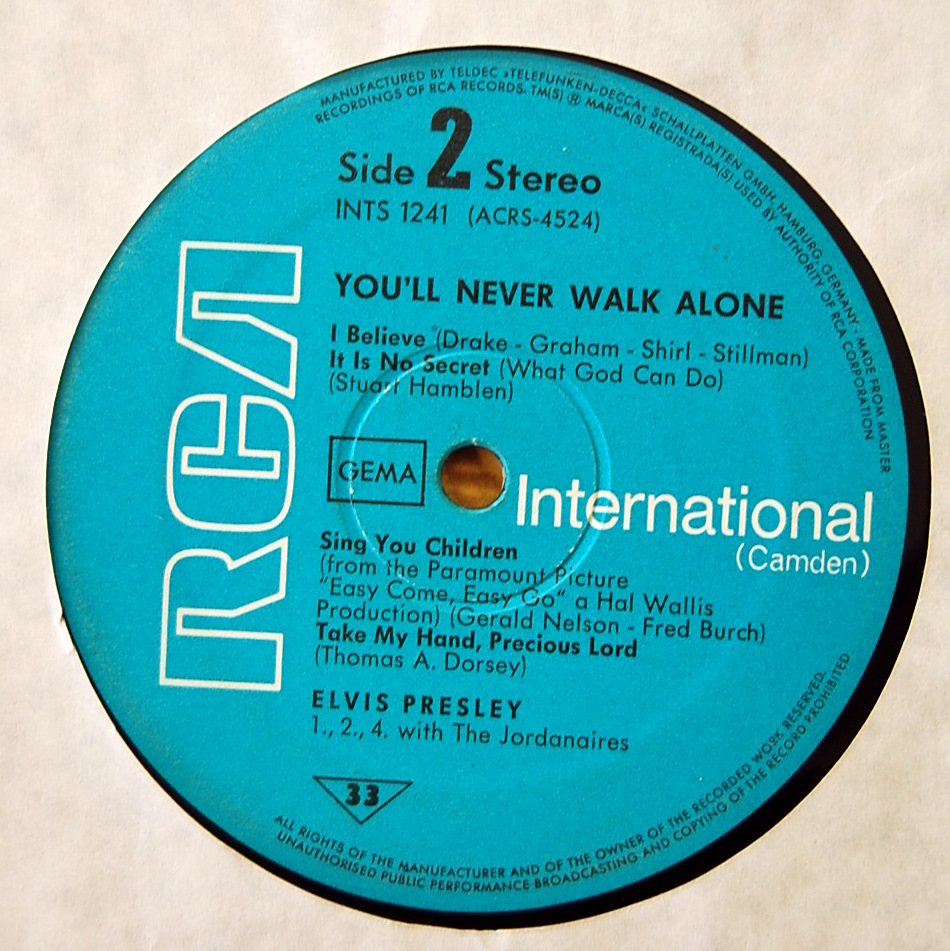 MANUFACTURED BY TELDEC »TELEFUNKEN-DECCA« SCHALLPLATTEN GMBH, HAMBURG, GERMANY · MADE FROM MASTER
RECORDINGS OF RCA RECORDS. TM(S) ® MARCA(S) REGISTRADA(S) USED BY AUTHORITY OF RCA CORPORATION
Side 2 Stereo
INTS 1241 (ACRS-4524)
RCA
YOU'LL NEVER WALK ALONE
I Believe (Drake - Graham - Shirl - Stillman)
It Is No Secret (What God Can Do)
(Stuart Hamblen)
GEMA
International
(Camden)
Sing You Children
(from the Paramount Picture
"Easy Come, Easy Go" a Hal Wallis
Production) (Gerald Nelson - Fred Burch)
Take My Hand, Precious Lord
(Thomas A. Dorsey)
ELVIS PRESLEY
1., 2., 4. with The Jordanaires
33
ALL RIGHTS OF THE MANUFACTURER AND OF THE OWNER OF THE RECORDED WORK RESERVED.
UNAUTHORISED PUBLIC PERFORMANCE BROADCASTING AND COPYING OF THE RECORD PROHIBITED